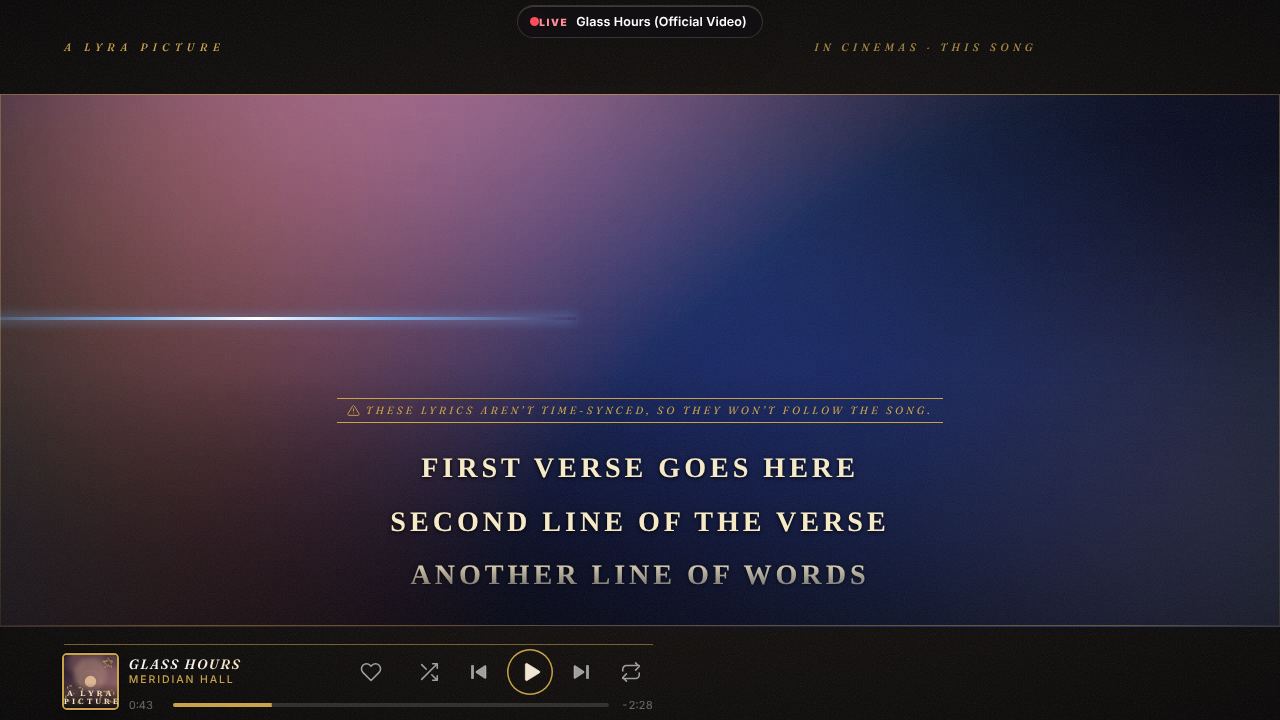 LIVE Glass Hours (Official Video)
A LYRA PICTURE
IN CINEMAS · THIS SONG
THESE LYRICS AREN'T TIME-SYNCED, SO THEY WON'T FOLLOW THE SONG.
FIRST VERSE GOES HERE
SECOND LINE OF THE VERSE
ANOTHER LINE OF WORDS
A LYRA
PICTURE
GLASS HOURS
MERIDIAN HALL
0:43
-2:28